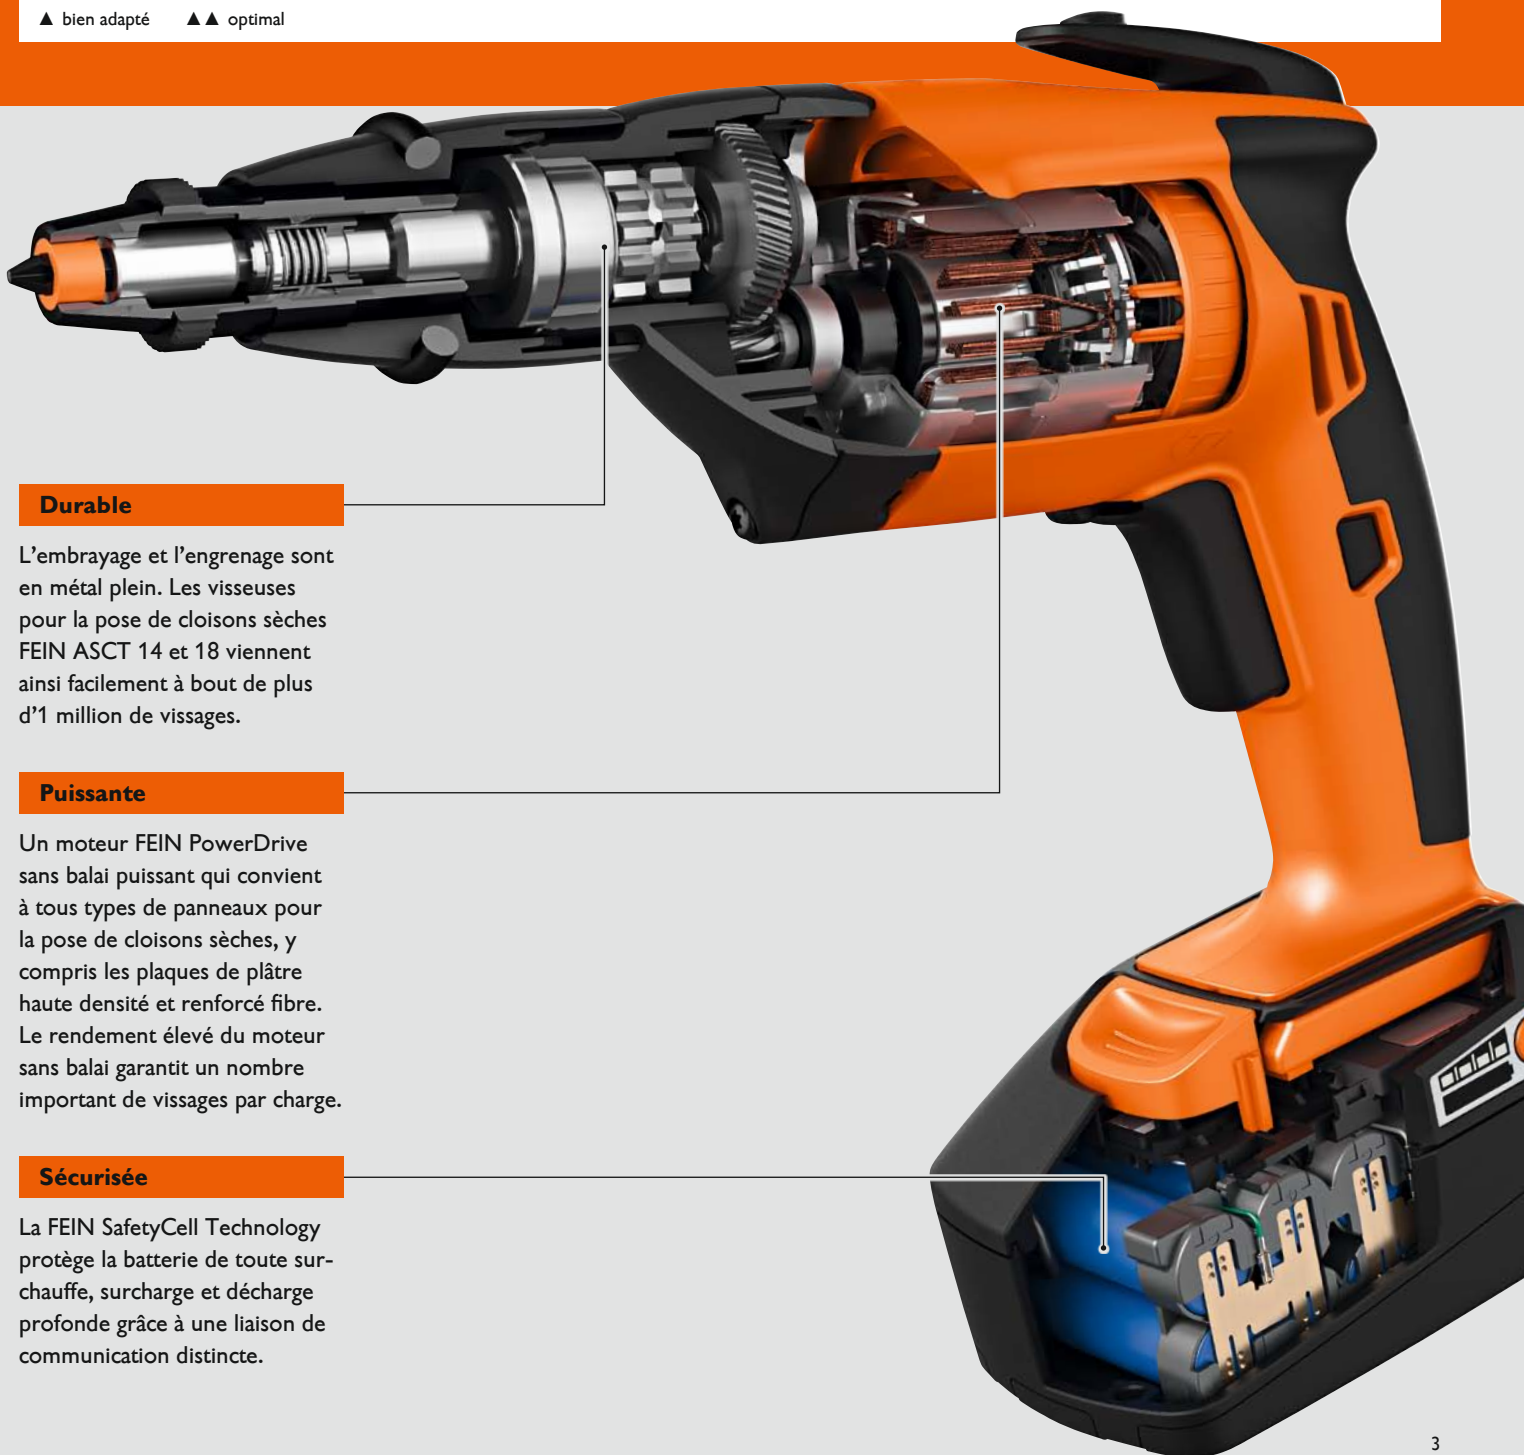 ▲ bien adapté ▲▲ optimal
Durable
L’embrayage et l’engrenage sont
en métal plein. Les visseuses
pour la pose de cloisons sèches
FEIN ASCT 14 et 18 viennent
ainsi facilement à bout de plus
d’1 million de vissages.
Puissante
Un moteur FEIN PowerDrive
sans balai puissant qui convient
à tous types de panneaux pour
la pose de cloisons sèches, y
compris les plaques de plâtre
haute densité et renforcé fibre.
Le rendement élevé du moteur
sans balai garantit un nombre
important de vissages par charge.
Sécurisée
La FEIN SafetyCell Technology
protège la batterie de toute sur-
chauffe, surcharge et décharge
profonde grâce à une liaison de
communication distincte.
3